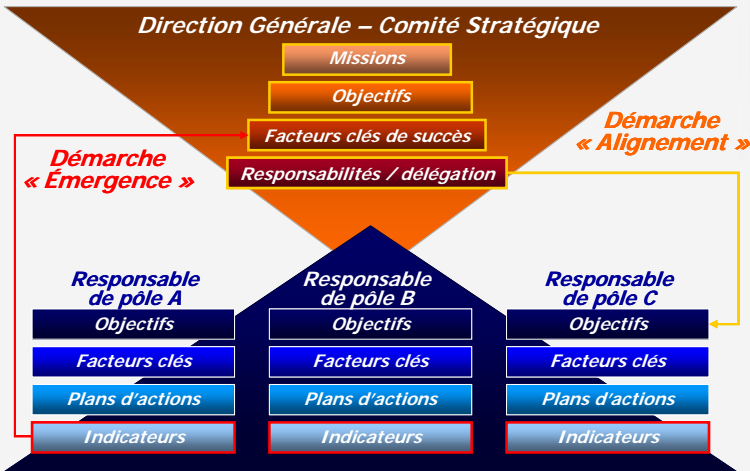 Direction Générale – Comité Stratégique
Missions
Objectifs
Facteurs clés de succès
Responsabilités / délégation
Démarche
« Émergence »
Démarche
« Alignement »
Responsable
de pôle A
Objectifs
Facteurs clés
Plans d'actions
Indicateurs
Responsable
de pôle B
Objectifs
Facteurs clés
Plans d'actions
Indicateurs
Responsable
de pôle C
Objectifs
Facteurs clés
Plans d'actions
Indicateurs